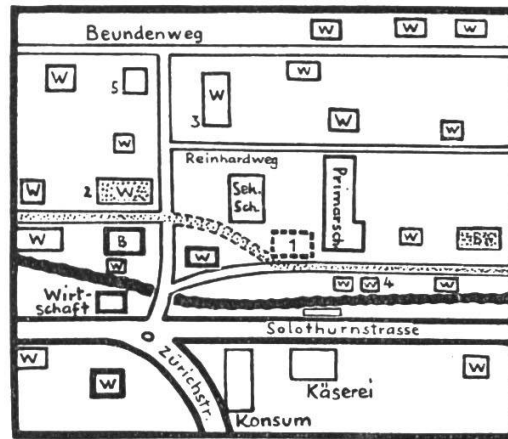 Beundenweg
W
W
W
W
W
5
W
3
W
W
W
Reinhardweg
W
2
W
Sek.
Sch.
Primarsch.
W
B
W
1
W
W
Wirt-
schaft
W
W
4
W
Solothurnstrasse
W
W
Zürichstr.
Käserei
W
Konsum